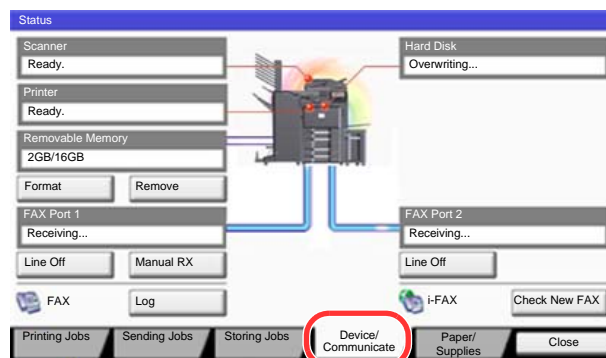 Status
Scanner
Ready.
Hard Disk
Overwriting...
Printer
Ready.
Removable Memory
2GB/16GB
Format
Remove
FAX Port 1
Receiving...
FAX Port 2
Receiving...
Line Off
Manual RX
Line Off
FAX
Log
i-FAX
Check New FAX
Printing Jobs
Sending Jobs
Storing Jobs
Device/
Communicate
Paper/
Supplies
Close